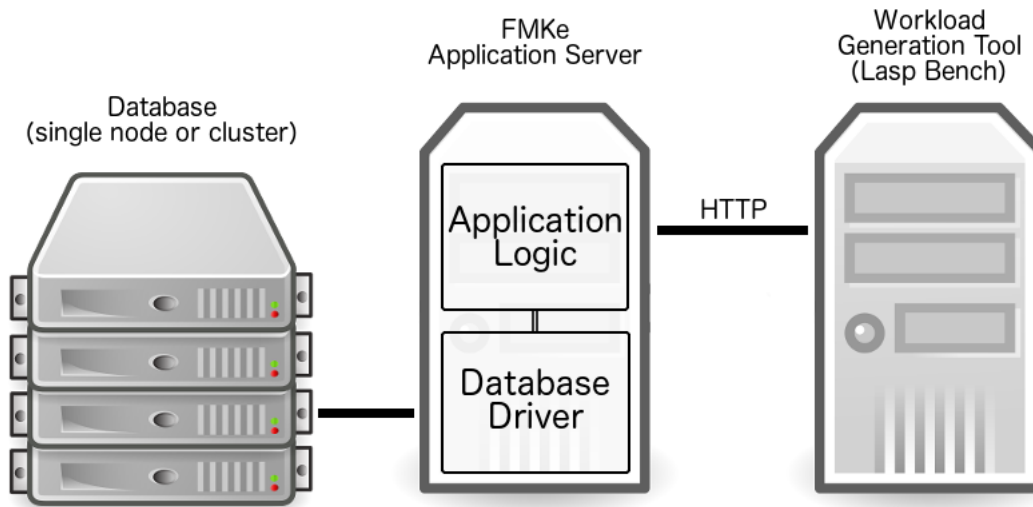 Database
(single node or cluster)
FMKe
Application Server
Application
Logic
Database
Driver
HTTP
Workload
Generation Tool
(Lasp Bench)